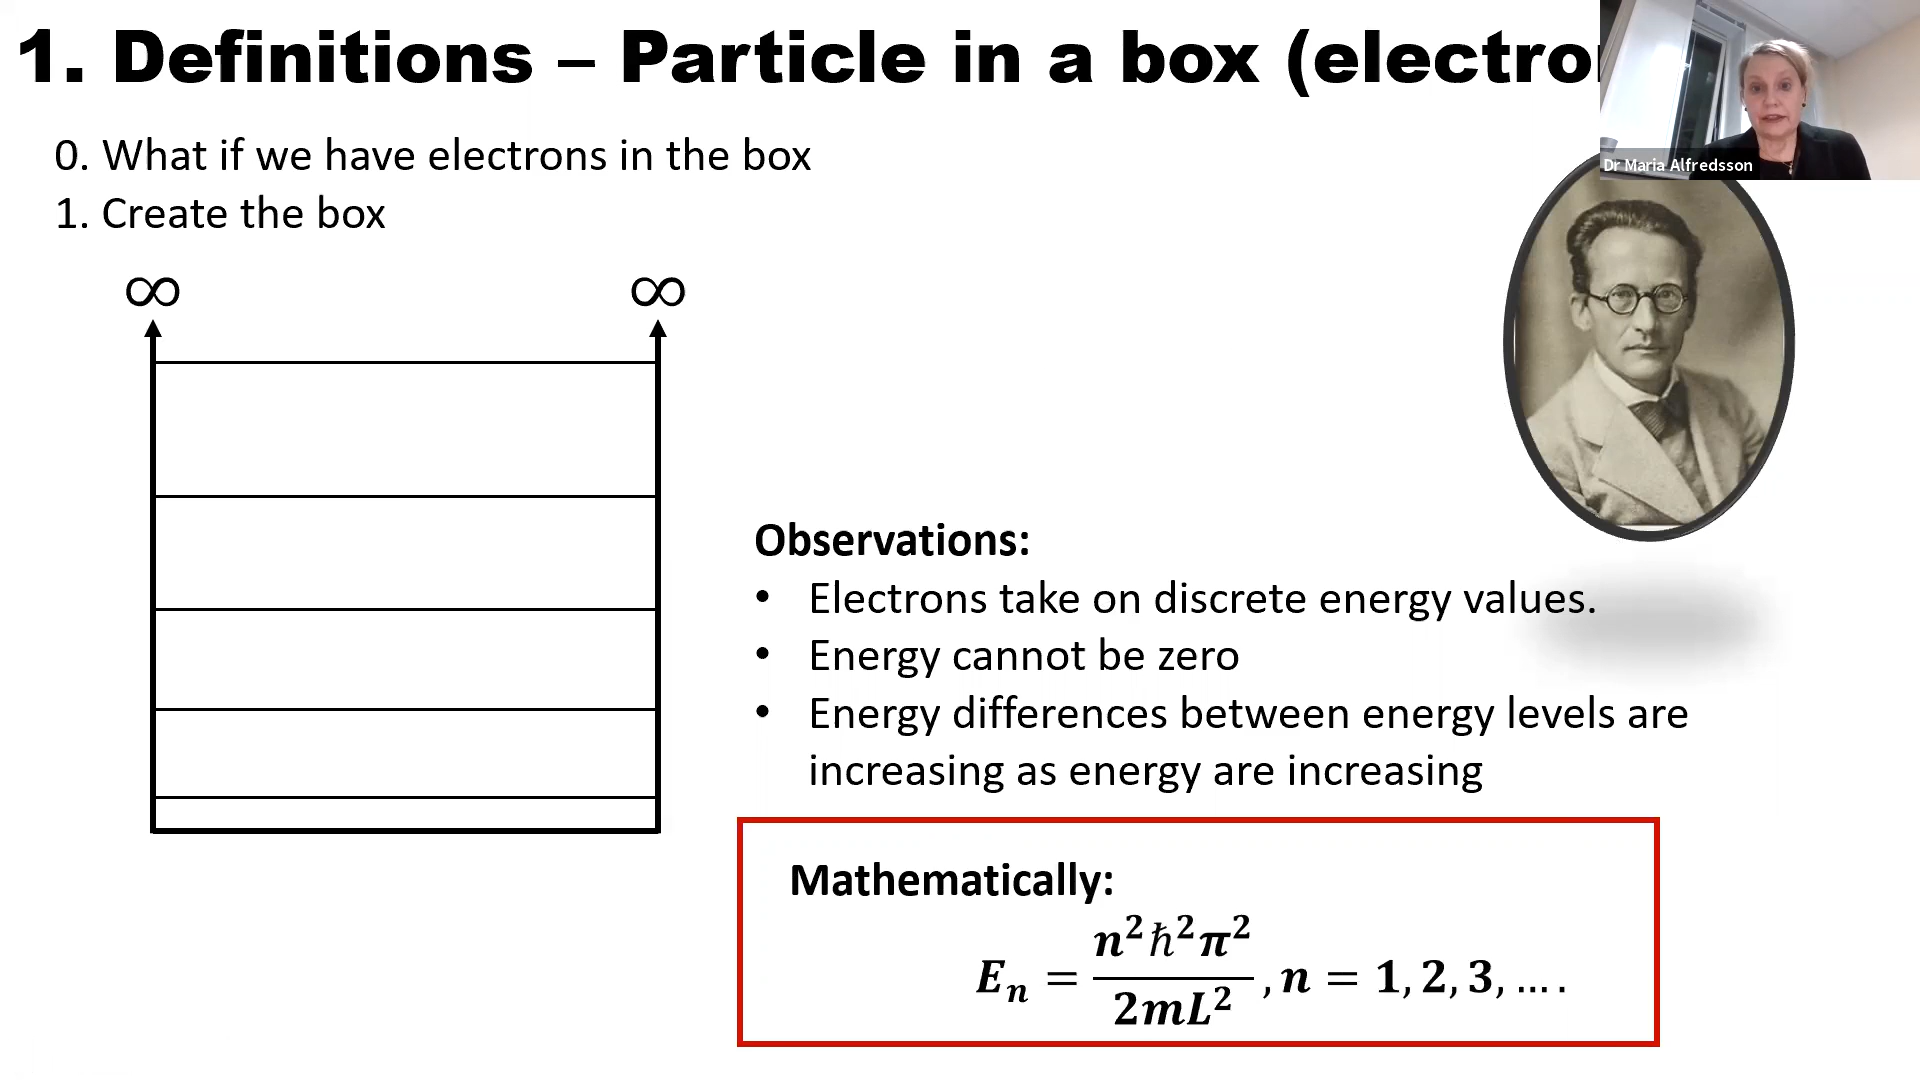 1. Definitions – Particle in a box (electro
Dr Maria Alfredsson
0. What if we have electrons in the box
1. Create the box
∞ ∞
Observations:
• Electrons take on discrete energy values.
• Energy cannot be zero
• Energy differences between energy levels are
increasing as energy are increasing
Mathematically:
Eₙ = n²ħ²π² / 2mL² , n = 1, 2, 3, ….